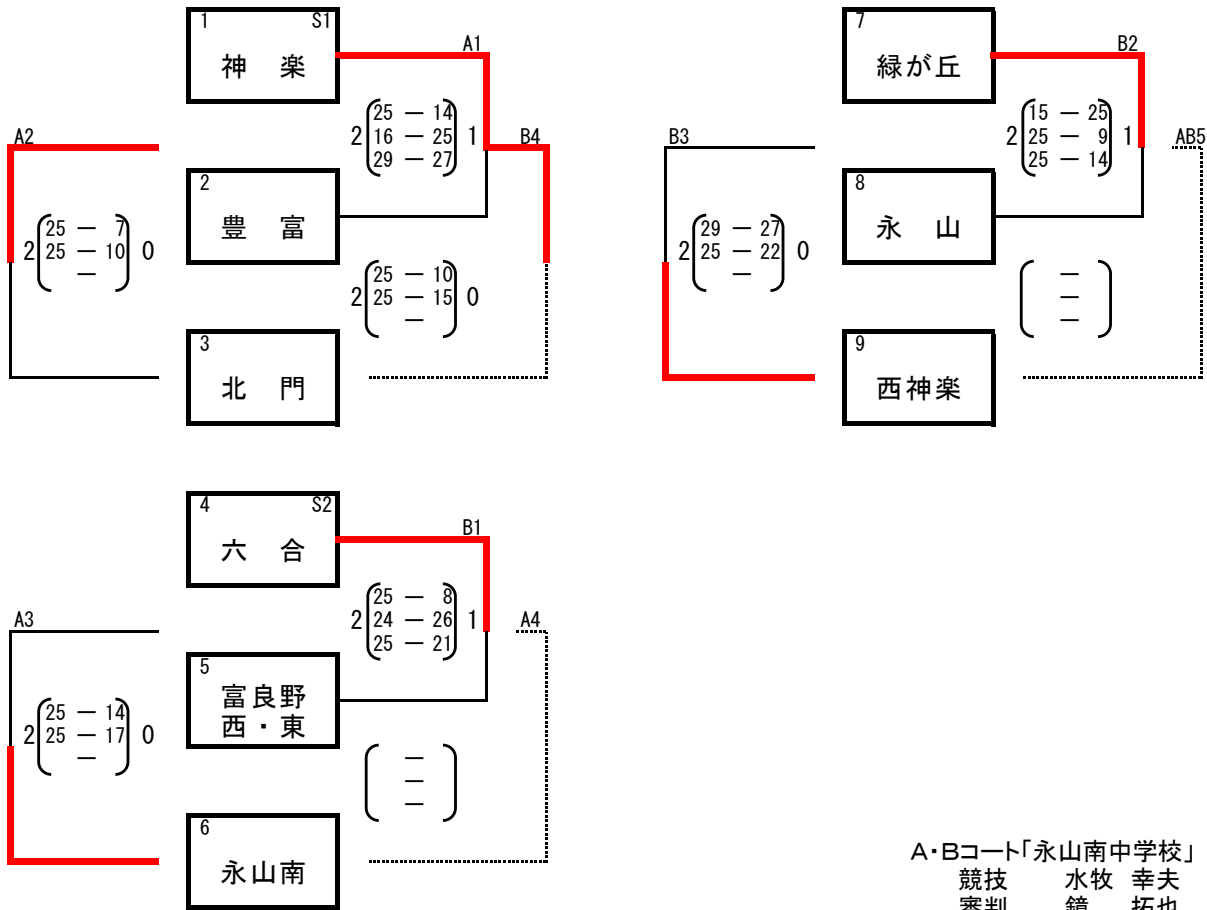 1 S1
神 楽
A1
25 — 14
2 16 — 25 1
29 — 27
A2
B4
2
豊 富
25 — 7
2 25 — 10 0
—
25 — 10
2 25 — 15 0
—
3
北 門
7
緑が丘
B2
15 — 25
2 25 — 9 1
25 — 14
B3
AB5
8
永 山
29 — 27
2 25 — 22 0
—
—
—
—
9
西神楽
4 S2
六 合
B1
25 — 8
2 24 — 26 1
25 — 21
A3
A4
5
富良野
西・東
25 — 14
2 25 — 17 0
—
—
—
—
6
永山南
A・Bコート「永山南中学校」
競技 水牧 幸夫
審判 鏡 拓也